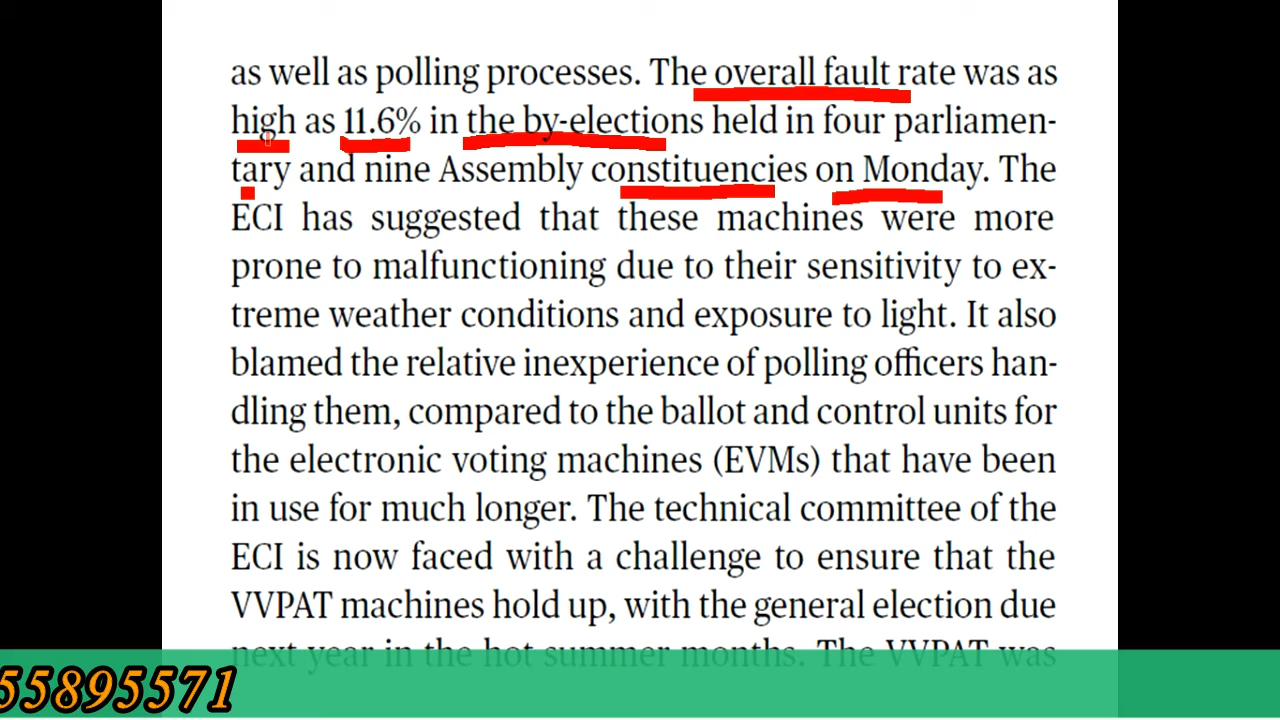 as well as polling processes. The overall fault rate was as
high as 11.6% in the by-elections held in four parliamen-
tary and nine Assembly constituencies on Monday. The
ECI has suggested that these machines were more
prone to malfunctioning due to their sensitivity to ex-
treme weather conditions and exposure to light. It also
blamed the relative inexperience of polling officers han-
dling them, compared to the ballot and control units for
the electronic voting machines (EVMs) that have been
in use for much longer. The technical committee of the
ECI is now faced with a challenge to ensure that the
VVPAT machines hold up, with the general election due
next year in the hot summer months. The VVPAT was
55895571